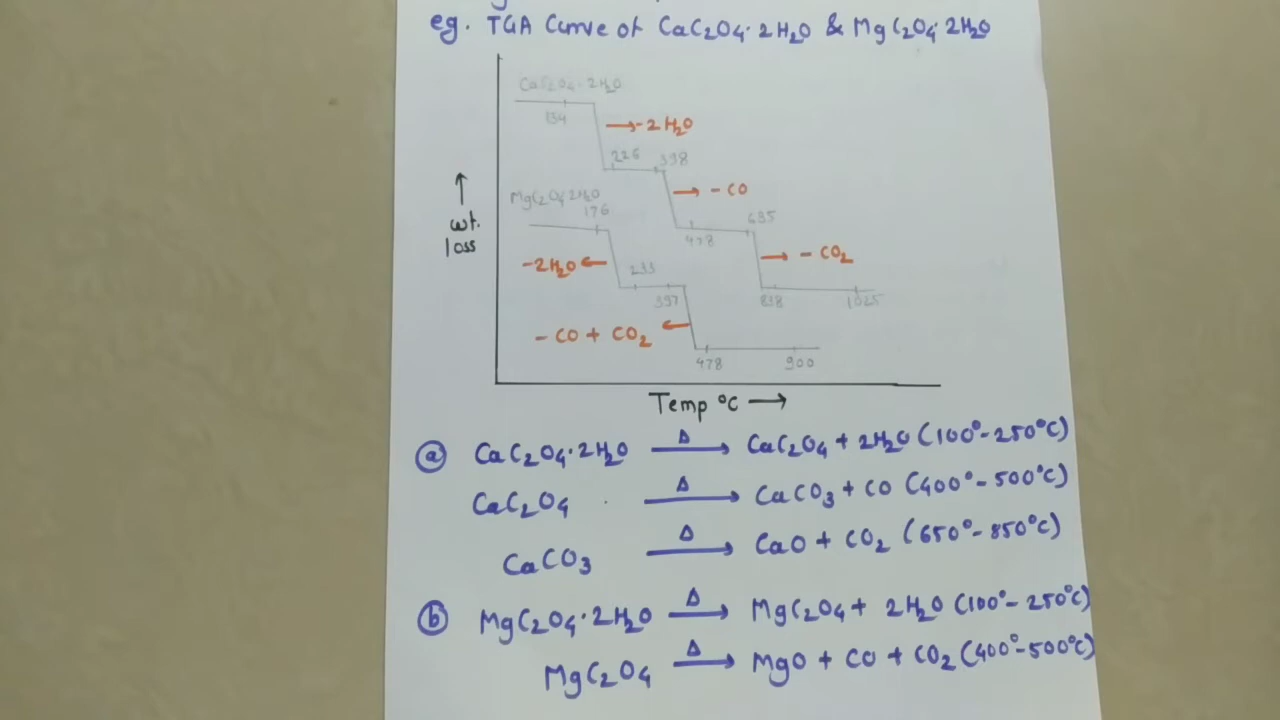 eg. TGA Curve of CaC₂O₄·2H₂O & MgC₂O₄·2H₂O
CaC₂O₄·2H₂O
134
→ -2H₂O
226 398
MgC₂O₄·2H₂O
→ - CO
176
635
478
↑
wt.
loss
-2H₂O ←
→ - CO₂
233
397
838 1025
- CO + CO₂ ←
478 900
Temp °C →
ⓐ CaC₂O₄·2H₂O —Δ→ CaC₂O₄ + 2H₂O (100°-250°C)
CaC₂O₄ —Δ→ CaCO₃ + CO (400°-500°C)
CaCO₃ —Δ→ CaO + CO₂ (650°-850°C)
ⓑ MgC₂O₄·2H₂O —Δ→ MgC₂O₄ + 2H₂O (100°-250°C)
MgC₂O₄ —Δ→ MgO + CO + CO₂ (400°-500°C)